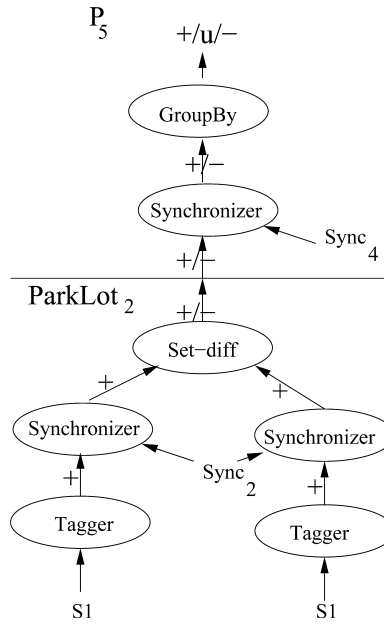 P5 +/u/−
GroupBy
+/−
Synchronizer
Sync4
+/−
ParkLot2
+/−
Set−diff
+ +
Synchronizer Synchronizer
Sync2
+ +
Tagger Tagger
S1 S1